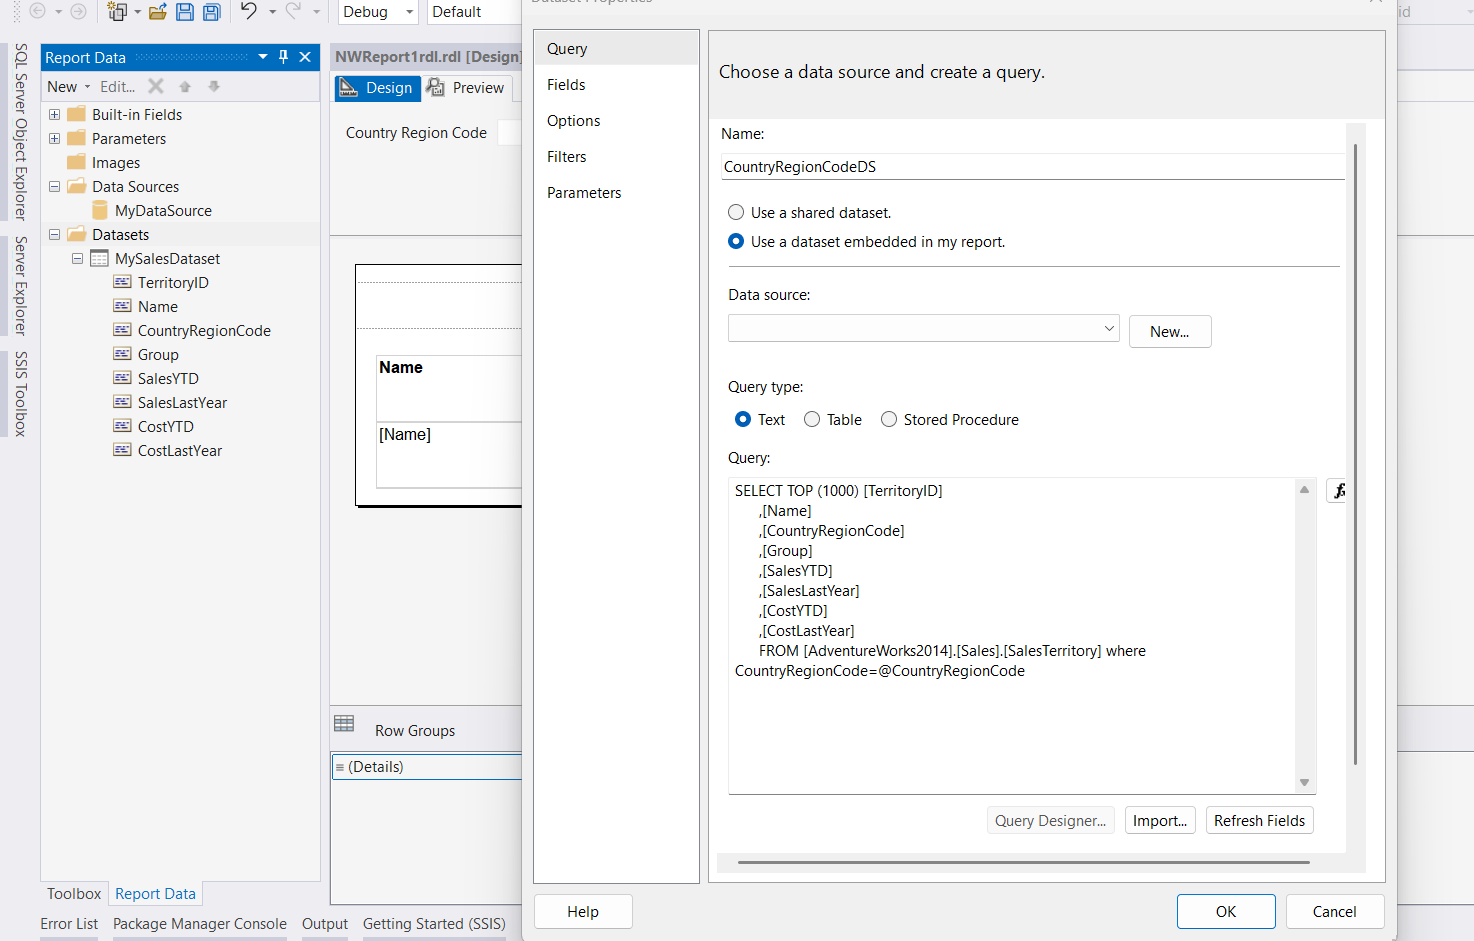 Debug
Default
id
Dataset Properties
SQL Server Object Explorer
Server Explorer
SSIS Toolbox
Report Data
New
Edit...
Built-in Fields
Parameters
Images
Data Sources
MyDataSource
Datasets
MySalesDataset
TerritoryID
Name
CountryRegionCode
Group
SalesYTD
SalesLastYear
CostYTD
CostLastYear
Toolbox
Report Data
Error List
Package Manager Console
Output
Getting Started (SSIS)
NWReport1rdl.rdl [Design]
Design
Preview
Country Region Code
Name
[Name]
Row Groups
(Details)
Query
Fields
Options
Filters
Parameters
Choose a data source and create a query.
Name:
CountryRegionCodeDS
Use a shared dataset.
Use a dataset embedded in my report.
Data source:
New...
Query type:
Text
Table
Stored Procedure
Query:
SELECT TOP (1000) [TerritoryID]
,[Name]
,[CountryRegionCode]
,[Group]
,[SalesYTD]
,[SalesLastYear]
,[CostYTD]
,[CostLastYear]
FROM [AdventureWorks2014].[Sales].[SalesTerritory] where
CountryRegionCode=@CountryRegionCode
fx
Query Designer...
Import...
Refresh Fields
Help
OK
Cancel